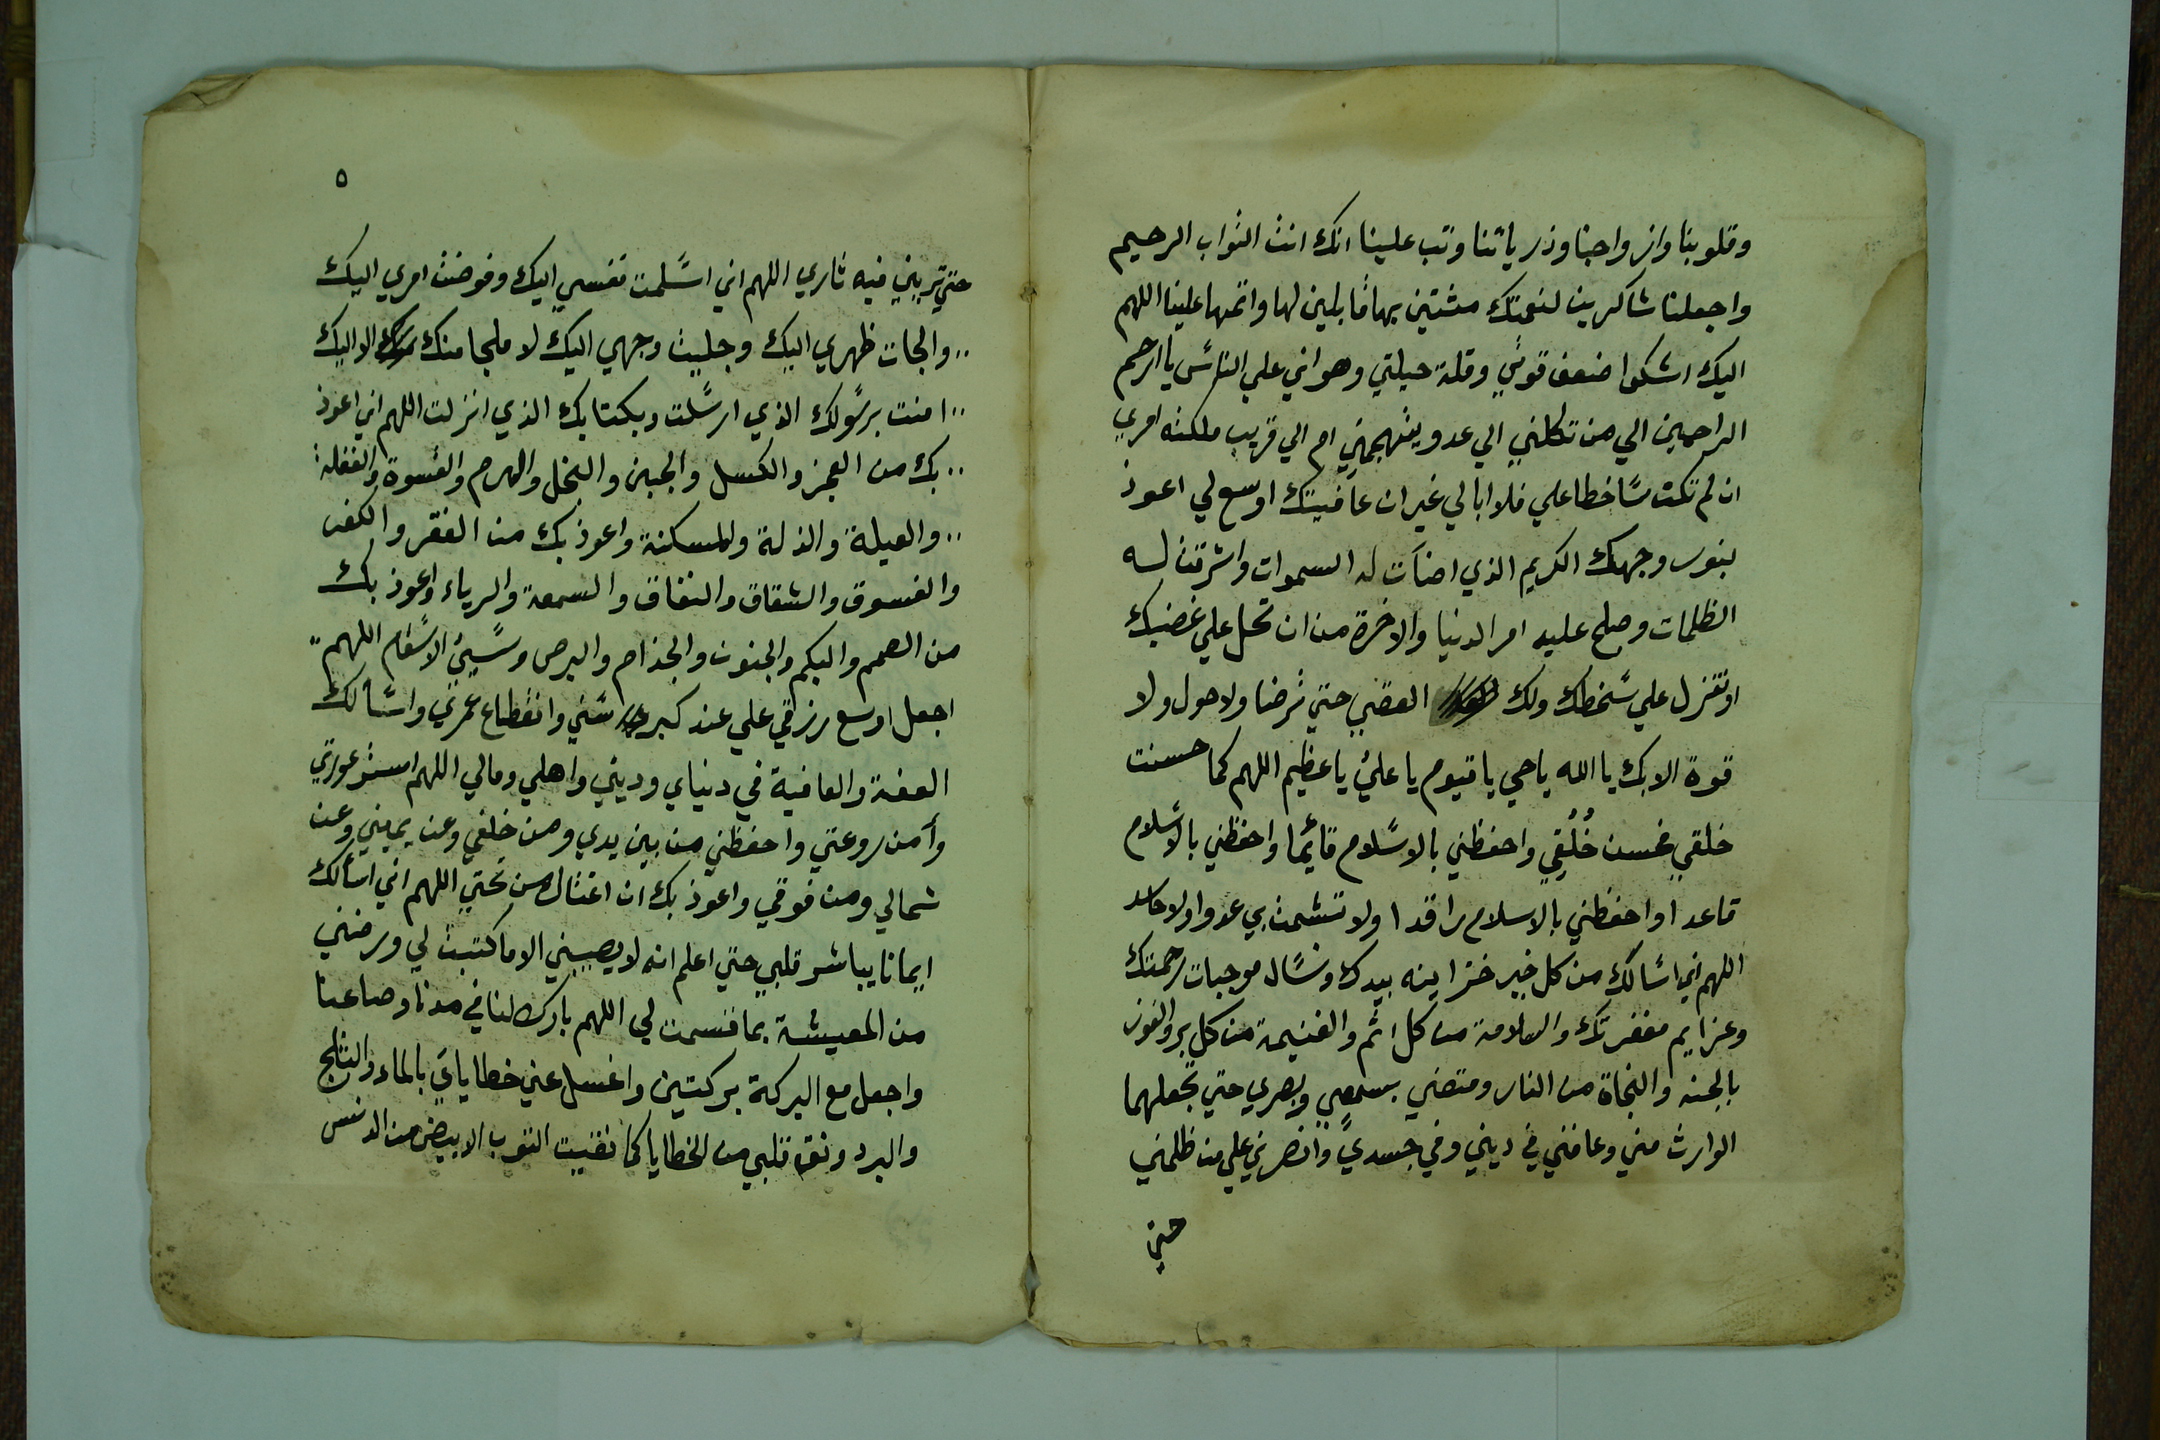 وقلوبنا وازواجنا وذرياتنا وتب علينا انك انت التواب الرحيم
واجعلنا شاكرين لنعمتك مثنين بها قابلين لها واتمها علينا اللهم
اليك اشكوا ضعف قوتي وقلة حيلتي وهواني علي الناس يا ارحم
الراحمين الي من تكلني الي عدو يتهجمني ام الي قريب ملكته امري
ان لم تكن ساخطا علي فلا ابالي غير ان عافيتك اوسع لي اعوذ
بنور وجهك الكريم الذي اضآت له السموات واشرقت له
الظلمات وصلح عليه امر الدنيا والاخرة من ان تحل علي غضبك
او تنزل علي سخطك ولك العتبي حتي ترضا ولا حول ولا
قوة الا بك يا الله يا حي يا قيوم يا علي يا عظيم اللهم كما حسنت
خلقي فحسن خُلُقي واحفظني بالاسلام قائما واحفظني بالاسلام
قاعدا واحفظني بالاسلام راقدا ولا تشمت بي عدوا ولا حاسد
اللهم اني اسالك من كل خير خزاينه بيدك ونسال موجبات رحمتك
وعزايم مغفرتك والسلامة من كل اثم والغنيمة من كل بر والفوز
بالجنه والنجاة من النار ومتعني بسمعي وبصري حتي تجعلهما
الوارث مني وعافني في ديني وفي جسدي وانصرني علي من ظلمني
حتي
٥
حتي تريني فيه ثاري اللهم اني اسلمت نفسي اليك وفوضت امري اليك
والجات ظهري اليك وجليت وجهي اليك لا ملجا منك الا اليك
امنت برسولك الذي ارسلت وبكتابك الذي انزلت اللهم اني اعوذ
بك من العجز والكسل والجبن والبخل والهرم والقسوة والغفلة
والعيلة والذلة والمسكنة واعوذ بك من الفقر والكفر
والفسوق والشقاق والنفاق والسمعة والرياء واعوذ بك
من الصمم والبكم والجنون والجذام والبرص وسيئ الاسقام اللهم
اجعل اوسع رزقي علي عند كبر سني وانقطاع عمري واسألك
العفة والعافية في دنياي وديني واهلي ومالي اللهم استر عورتي
وآمن روعتي واحفظني من بين يدي ومن خلفي وعن يميني وعن
شمالي ومن فوقي واعوذ بك ان اغتال من تحتي اللهم اني اسألك
ايمانا يباشر قلبي حتي اعلم انه لا يصيبني الا ما كتبت لي ورضني
من المعيشة بما قسمت لي اللهم بارك لنا في مدنا وصاعنا
واجعل مع البركة بركتين واغسل عني خطاياي بالماء والثلج
والبرد ونق قلبي من الخطايا كما نقيت الثوب الابيض من الدنس